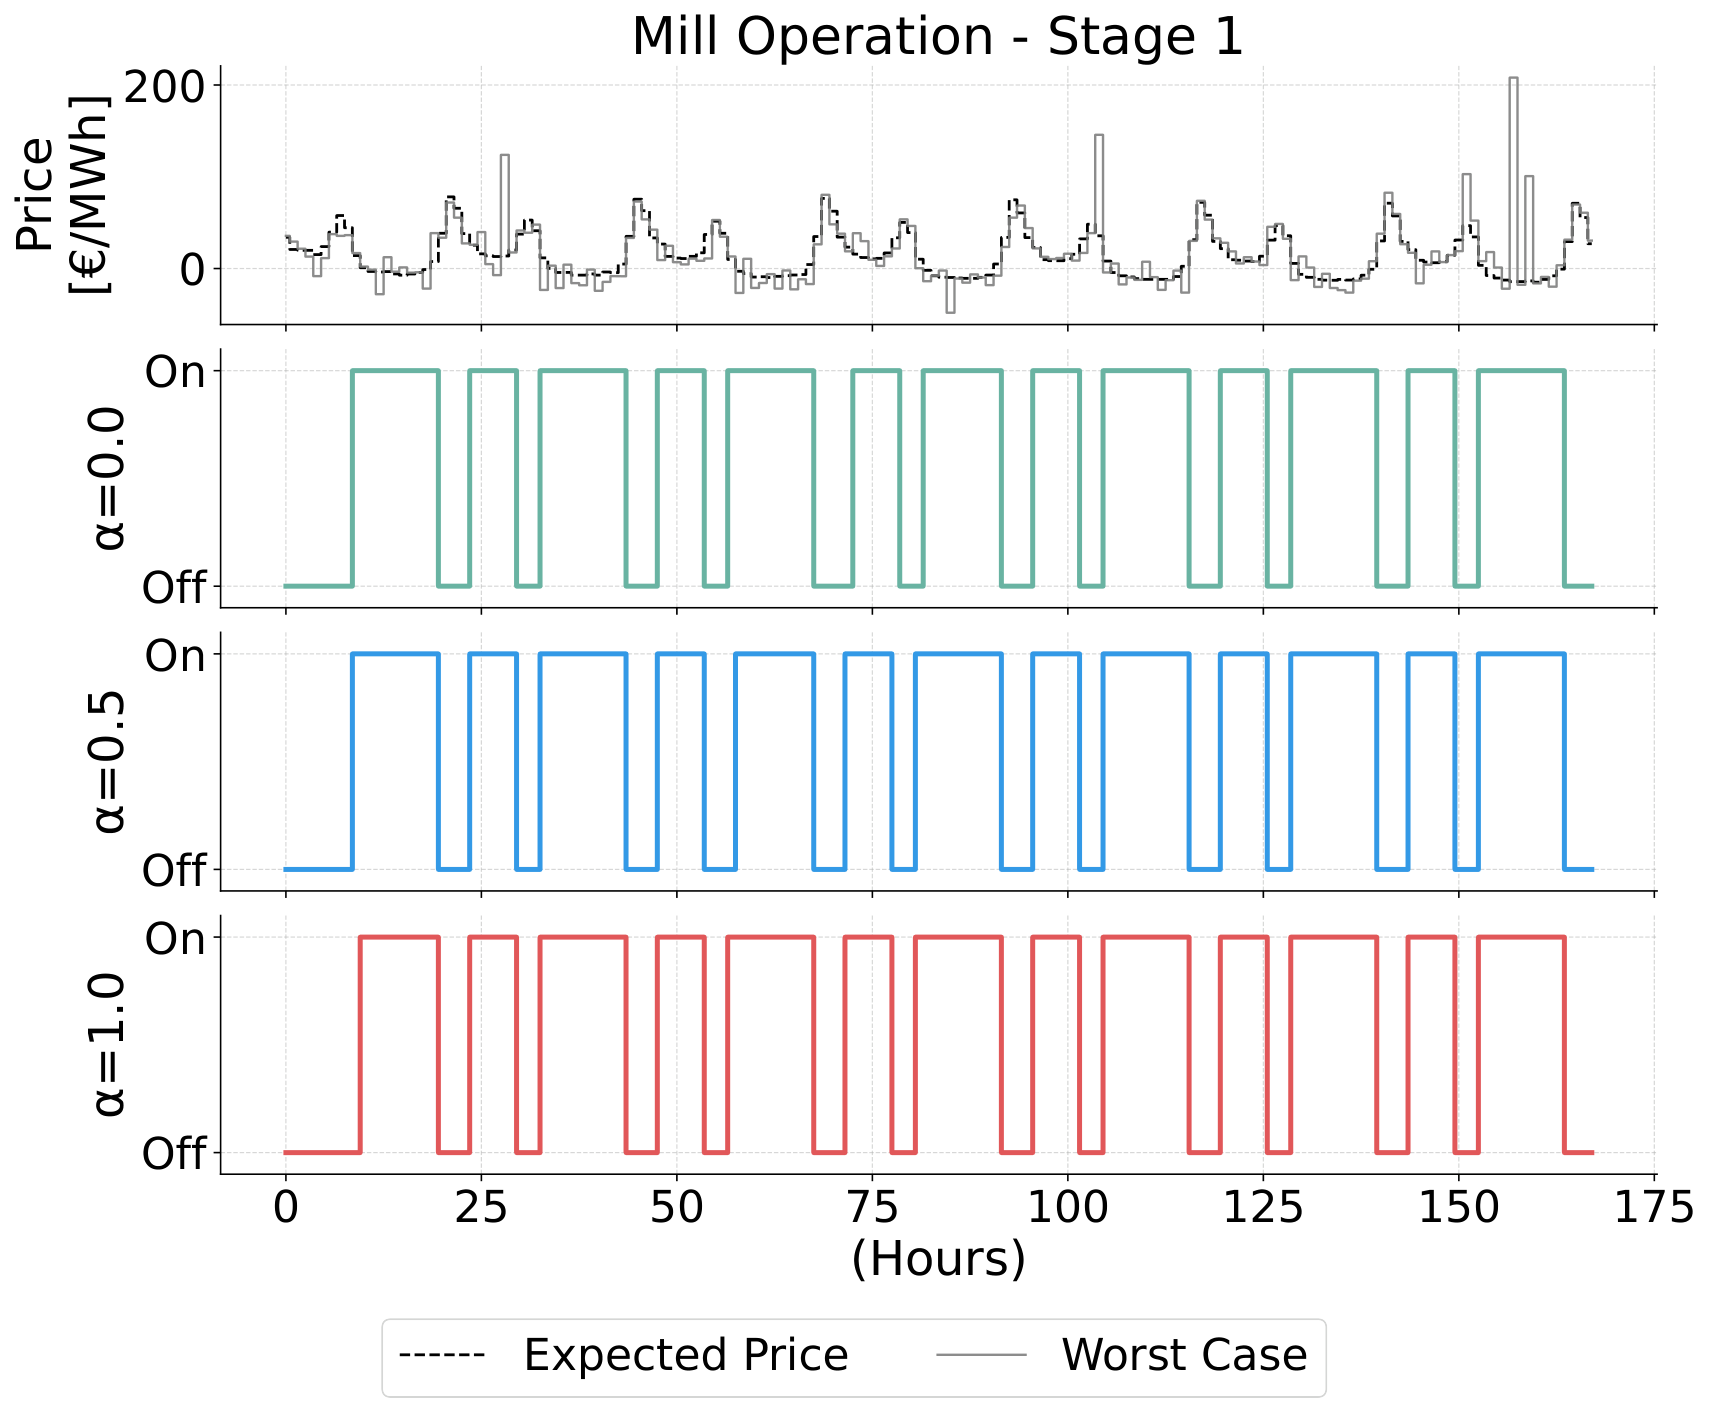 Mill Operation - Stage 1
Price
[€/MWh]
200
0
α=0.0
On
Off
α=0.5
On
Off
α=1.0
On
Off
0 25 50 75 100 125 150 175
(Hours)
Expected Price Worst Case